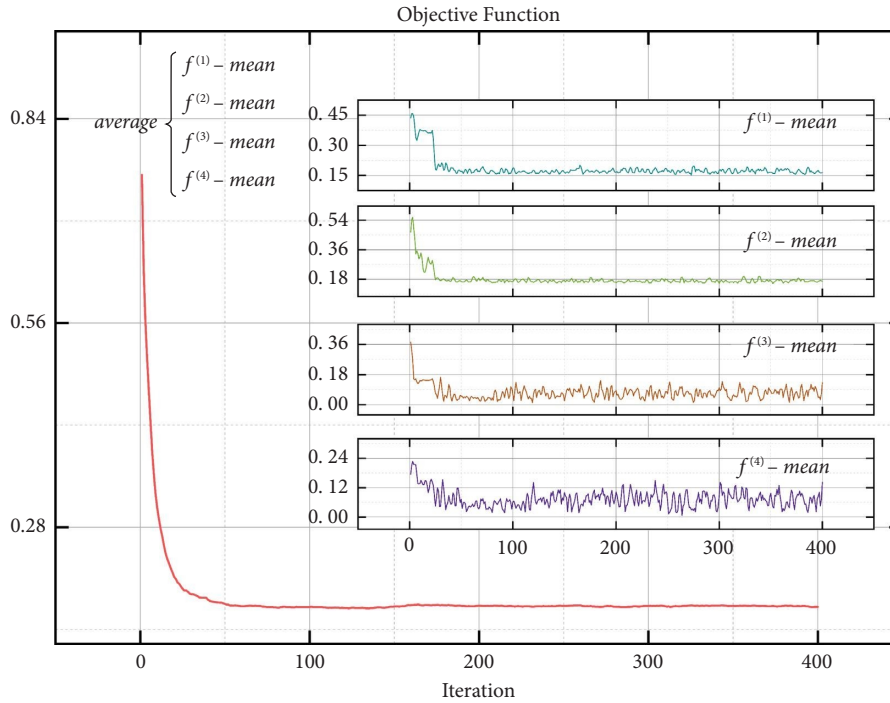 Objective Function
0.84
0.56
0.28
average
f(1) – mean
f(2) – mean
f(3) – mean
f(4) – mean
0. 45
0. 30
0. 15
f(1) – mean
0. 54
0. 36
0. 18
f(2) – mean
0. 36
0. 18
0. 00
f(3) – mean
0. 24
0. 12
0. 00
f(4) – mean
0 100 200 300 400
0 100 200 300 400
Iteration